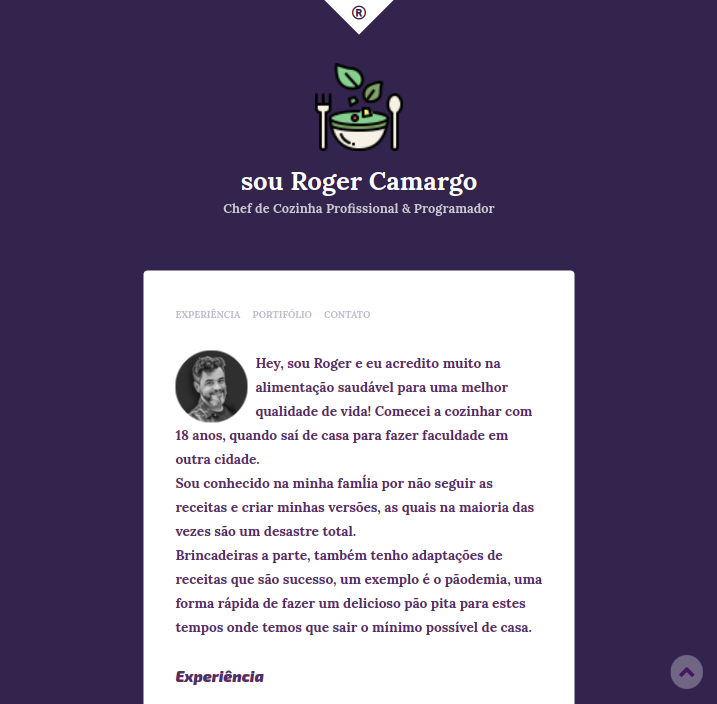 ®
sou Roger Camargo
Chef de Cozinha Profissional & Programador
EXPERIÊNCIA PORTIFÓLIO CONTATO
Hey, sou Roger e eu acredito muito na
alimentação saudável para uma melhor
qualidade de vida! Comecei a cozinhar com
18 anos, quando saí de casa para fazer faculdade em
outra cidade.
Sou conhecido na minha famĺia por não seguir as
receitas e criar minhas versões, as quais na maioria das
vezes são um desastre total.
Brincadeiras a parte, também tenho adaptações de
receitas que são sucesso, um exemplo é o pãodemia, uma
forma rápida de fazer um delicioso pão pita para estes
tempos onde temos que sair o mínimo possível de casa.
Experiência